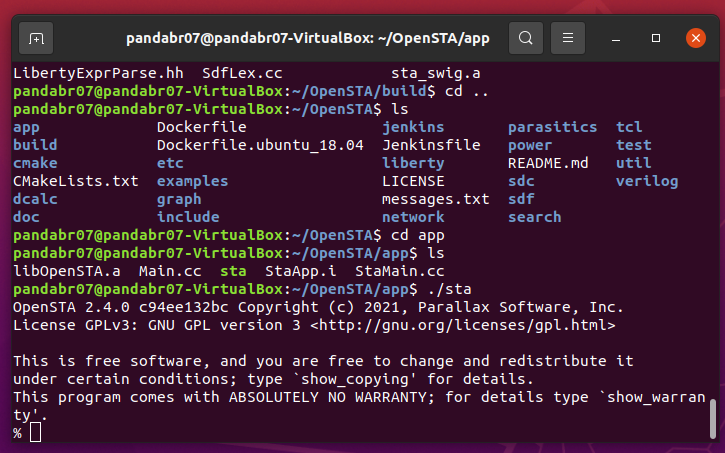 pandabr07@pandabr07-VirtualBox: ~/OpenSTA/app
LibertyExprParse.hh  SdfLex.cc            sta_swig.a
pandabr07@pandabr07-VirtualBox:~/OpenSTA/build$ cd ..
pandabr07@pandabr07-VirtualBox:~/OpenSTA$ ls
app             Dockerfile               jenkins       parasitics  tcl
build           Dockerfile.ubuntu_18.04  Jenkinsfile   power       test
cmake           etc                      liberty       README.md   util
CMakeLists.txt  examples                 LICENSE       sdc         verilog
dcalc           graph                    messages.txt  sdf
doc             include                  network       search
pandabr07@pandabr07-VirtualBox:~/OpenSTA$ cd app
pandabr07@pandabr07-VirtualBox:~/OpenSTA/app$ ls
libOpenSTA.a  Main.cc  sta  StaApp.i  StaMain.cc
pandabr07@pandabr07-VirtualBox:~/OpenSTA/app$ ./sta
OpenSTA 2.4.0 c94ee132bc Copyright (c) 2021, Parallax Software, Inc.
License GPLv3: GNU GPL version 3 <http://gnu.org/licenses/gpl.html>
This is free software, and you are free to change and redistribute it
under certain conditions; type `show_copying' for details.
This program comes with ABSOLUTELY NO WARRANTY; for details type `show_warran
ty'.
%